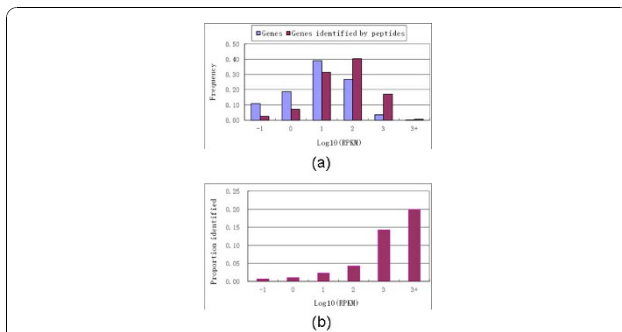 Genes Genes identified by peptides
0.50
0.40
0.30
0.20
0.10
0.00
Frequency
-1 0 1 2 3 3+
Log10(RPKM)
(a)
0.25
0.20
0.15
0.10
0.05
0.00
Proportion identified
-1 0 1 2 3 3+
Log10(RPKM)
(b)